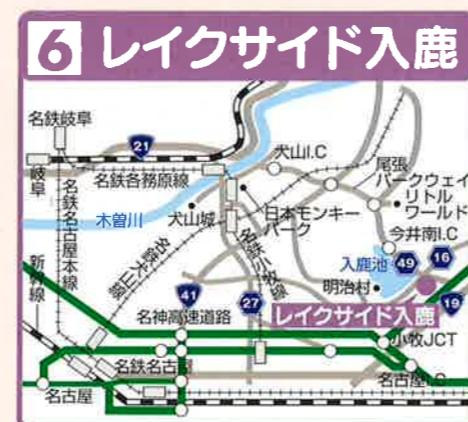 6 レイクサイド入鹿
名鉄岐阜
21
岐阜
名鉄各務原線
犬山I.C
尾張
パークウェイ
リトル
ワールド
木曽川
犬山城
日本モンキー
パーク
今井南I.C
名鉄名古屋本線
名鉄犬山線
名鉄小牧線
入鹿池
49
16
新幹線
明治村
41
27
19
名神高速道路
レイクサイド入鹿
小牧JCT
名鉄名古屋
名古屋I.C
名古屋